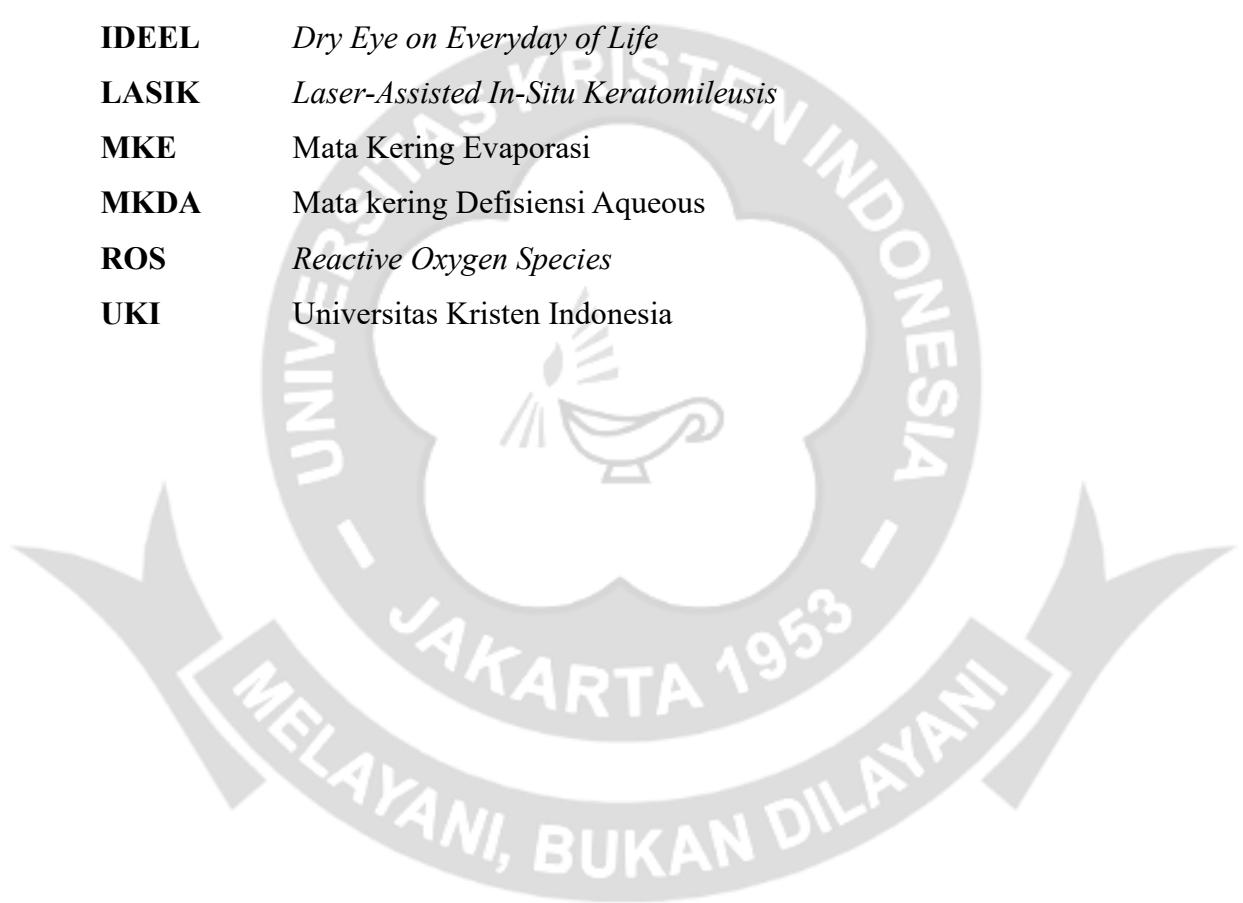 IDEEL Dry Eye on Everyday of Life
LASIK Laser-Assisted In-Situ Keratomileusis
MKE Mata Kering Evaporasi
MKDA Mata kering Defisiensi Aqueous
ROS Reactive Oxygen Species
UKI Universitas Kristen Indonesia
UNIVERSITAS KRISTEN INDONESIA
- JAKARTA 1953 -
MELAYANI, BUKAN DILAYANI